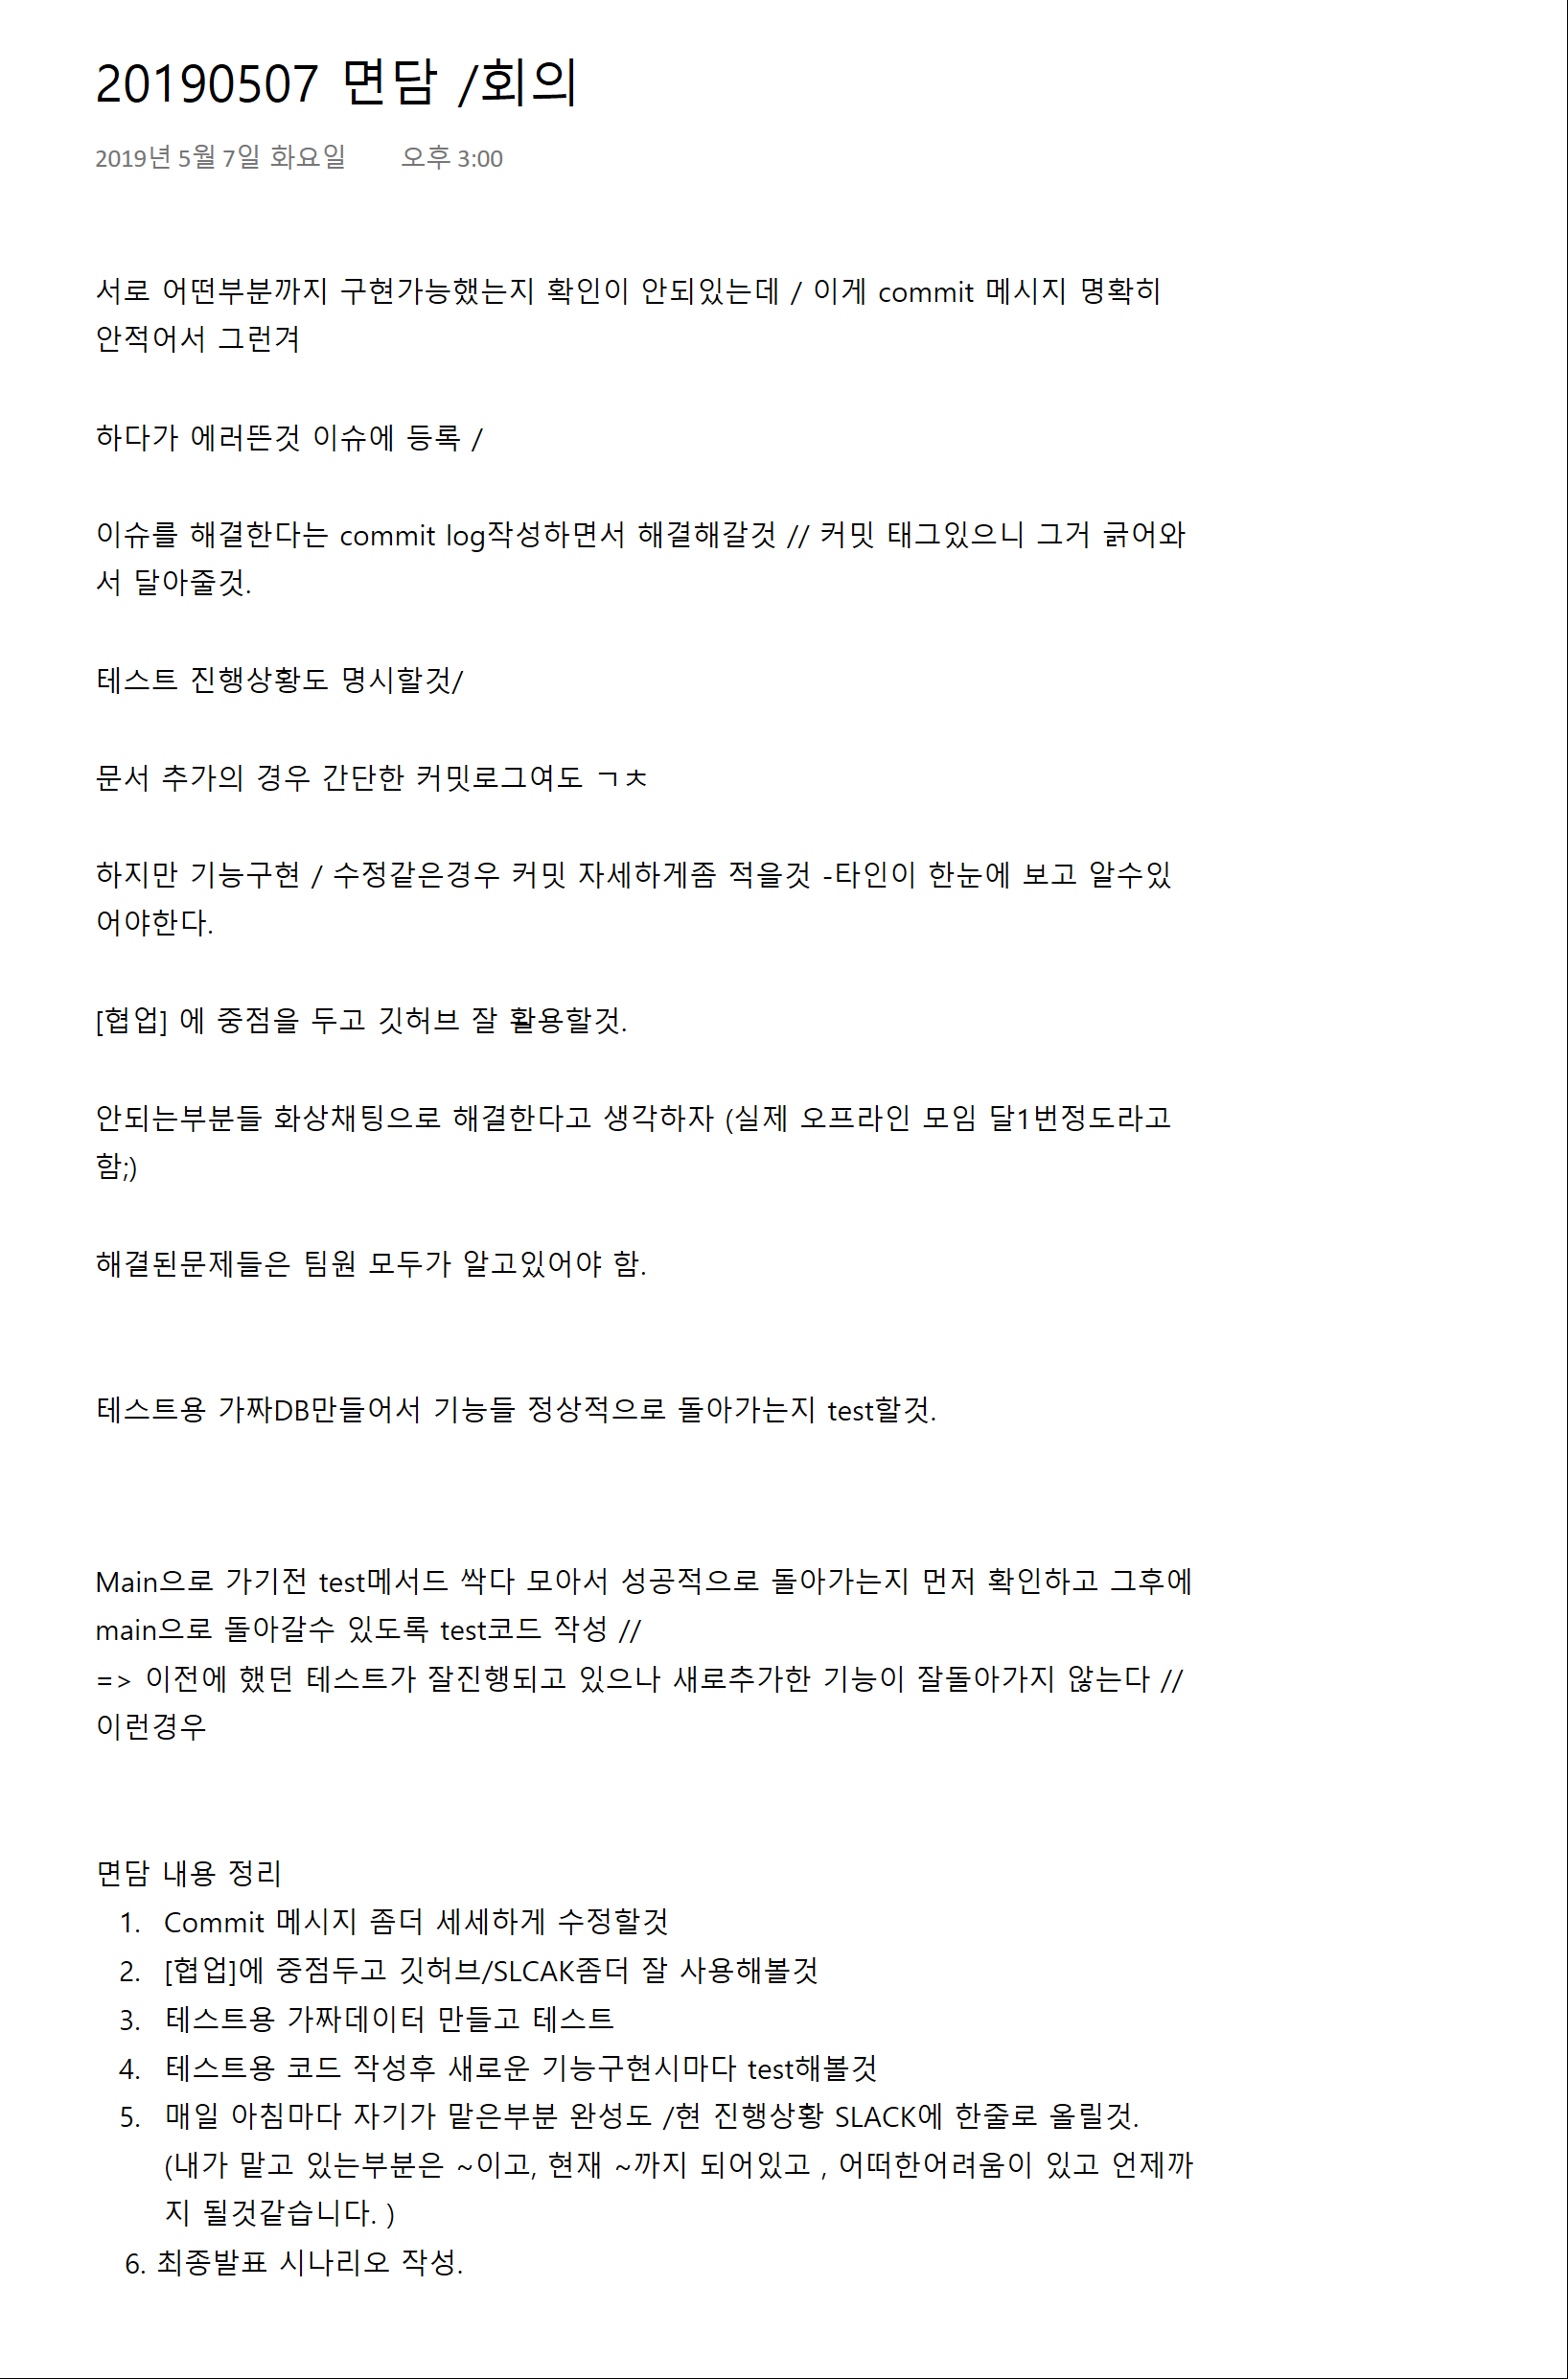 20190507 면담 /회의
2019년 5월 7일 화요일 오후 3:00
서로 어떤부분까지 구현가능했는지 확인이 안되있는데 / 이게 commit 메시지 명확히
안적어서 그런겨
하다가 에러뜬것 이슈에 등록 /
이슈를 해결한다는 commit log작성하면서 해결해갈것 // 커밋 태그있으니 그거 긁어와
서 달아줄것.
테스트 진행상황도 명시할것/
문서 추가의 경우 간단한 커밋로그여도 ㄱㅊ
하지만 기능구현 / 수정같은경우 커밋 자세하게좀 적을것 -타인이 한눈에 보고 알수있
어야한다.
[협업] 에 중점을 두고 깃허브 잘 활용할것.
안되는부분들 화상채팅으로 해결한다고 생각하자 (실제 오프라인 모임 달1번정도라고
함;)
해결된문제들은 팀원 모두가 알고있어야 함.
테스트용 가짜DB만들어서 기능들 정상적으로 돌아가는지 test할것.
Main으로 가기전 test메서드 싹다 모아서 성공적으로 돌아가는지 먼저 확인하고 그후에
main으로 돌아갈수 있도록 test코드 작성 //
=> 이전에 했던 테스트가 잘진행되고 있으나 새로추가한 기능이 잘돌아가지 않는다 //
이런경우
면담 내용 정리
1. Commit 메시지 좀더 세세하게 수정할것
2. [협업]에 중점두고 깃허브/SLCAK좀더 잘 사용해볼것
3. 테스트용 가짜데이터 만들고 테스트
4. 테스트용 코드 작성후 새로운 기능구현시마다 test해볼것
5. 매일 아침마다 자기가 맡은부분 완성도 /현 진행상황 SLACK에 한줄로 올릴것.
(내가 맡고 있는부분은 ~이고, 현재 ~까지 되어있고 , 어떠한어려움이 있고 언제까
지 될것같습니다. )
6. 최종발표 시나리오 작성.